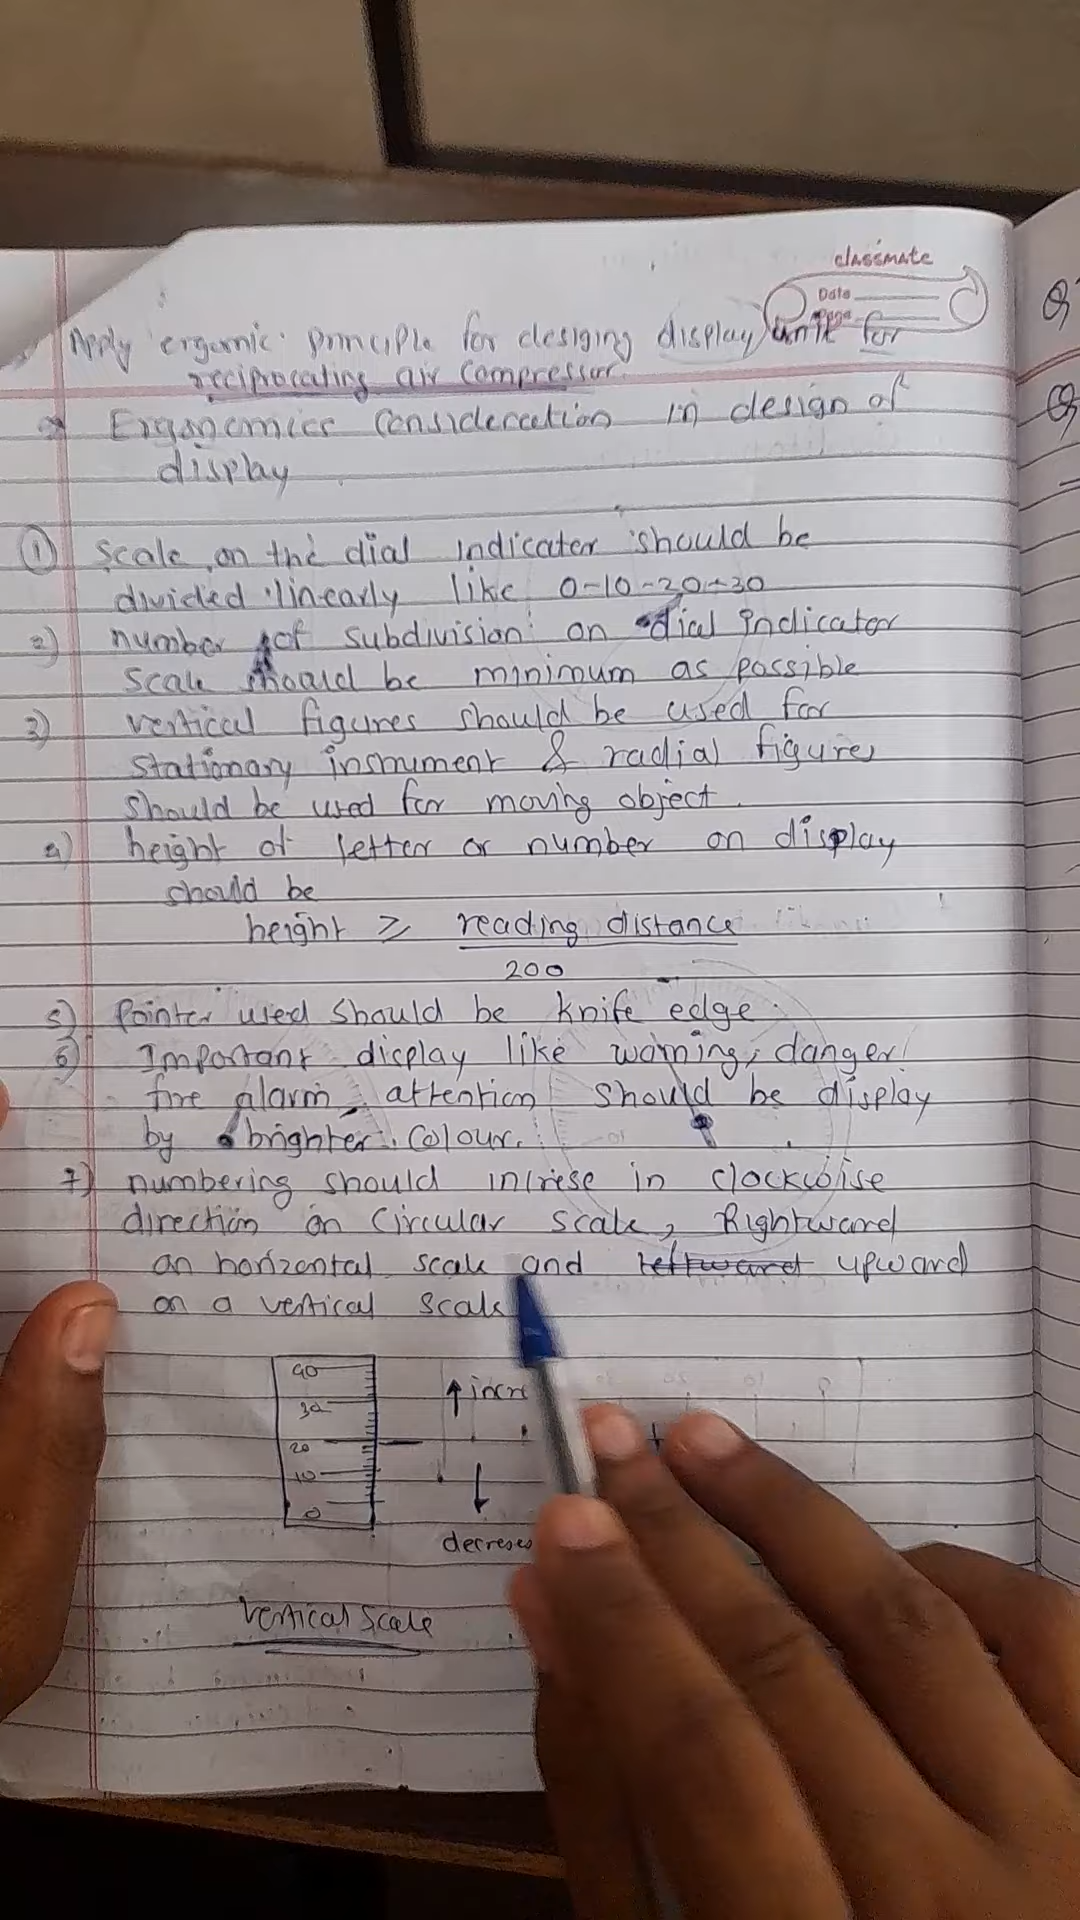 classmate
Date
Page
Apply ergomic principle for desiging display unit for
reciprocating air compressor
Ergonomics Consideration in design of
display
① Scale on the dial indicator should be
divided linearly like 0-10-20-30
2) number of subdivision on dial indicator
scale should be minimum as possible
3) vertical figures should be used for
stationary instrument & radial figures
should be used for moving object.
4) height of letter or number on display
should be
height ≥ reading distance
200
5) Pointer used should be knife edge.
6) Important display like warning, danger
fire alarm, attention should be display
by brighter colour.
7) numbering should increse in clockwise
direction on circular scale, Rightward
on horizontal scale and leftward upward
on a vertical scale
40
30
20
10
0
↑ incre
↓
decreses
Vertical Scale